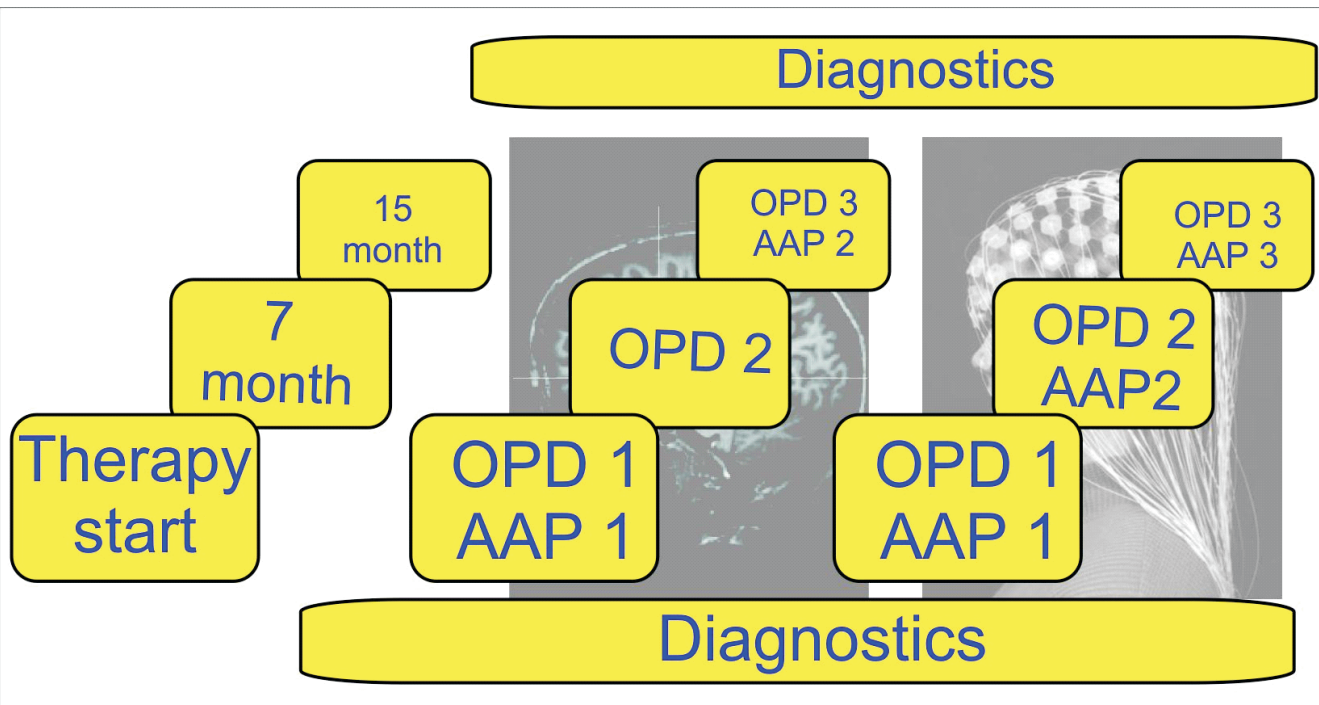 Diagnostics
15
month
OPD 3
AAP 2
OPD 3
AAP 3
7
month
OPD 2
OPD 2
AAP2
Therapy
start
OPD 1
AAP 1
OPD 1
AAP 1
Diagnostics